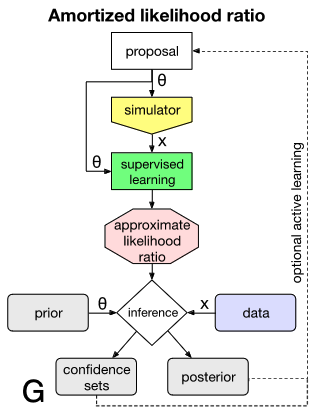 Amortized likelihood ratio
proposal
θ
simulator
x
θ
supervised
learning
optional active learning
approximate
likelihood
ratio
prior
θ
inference
x
data
confidence
sets
posterior
G